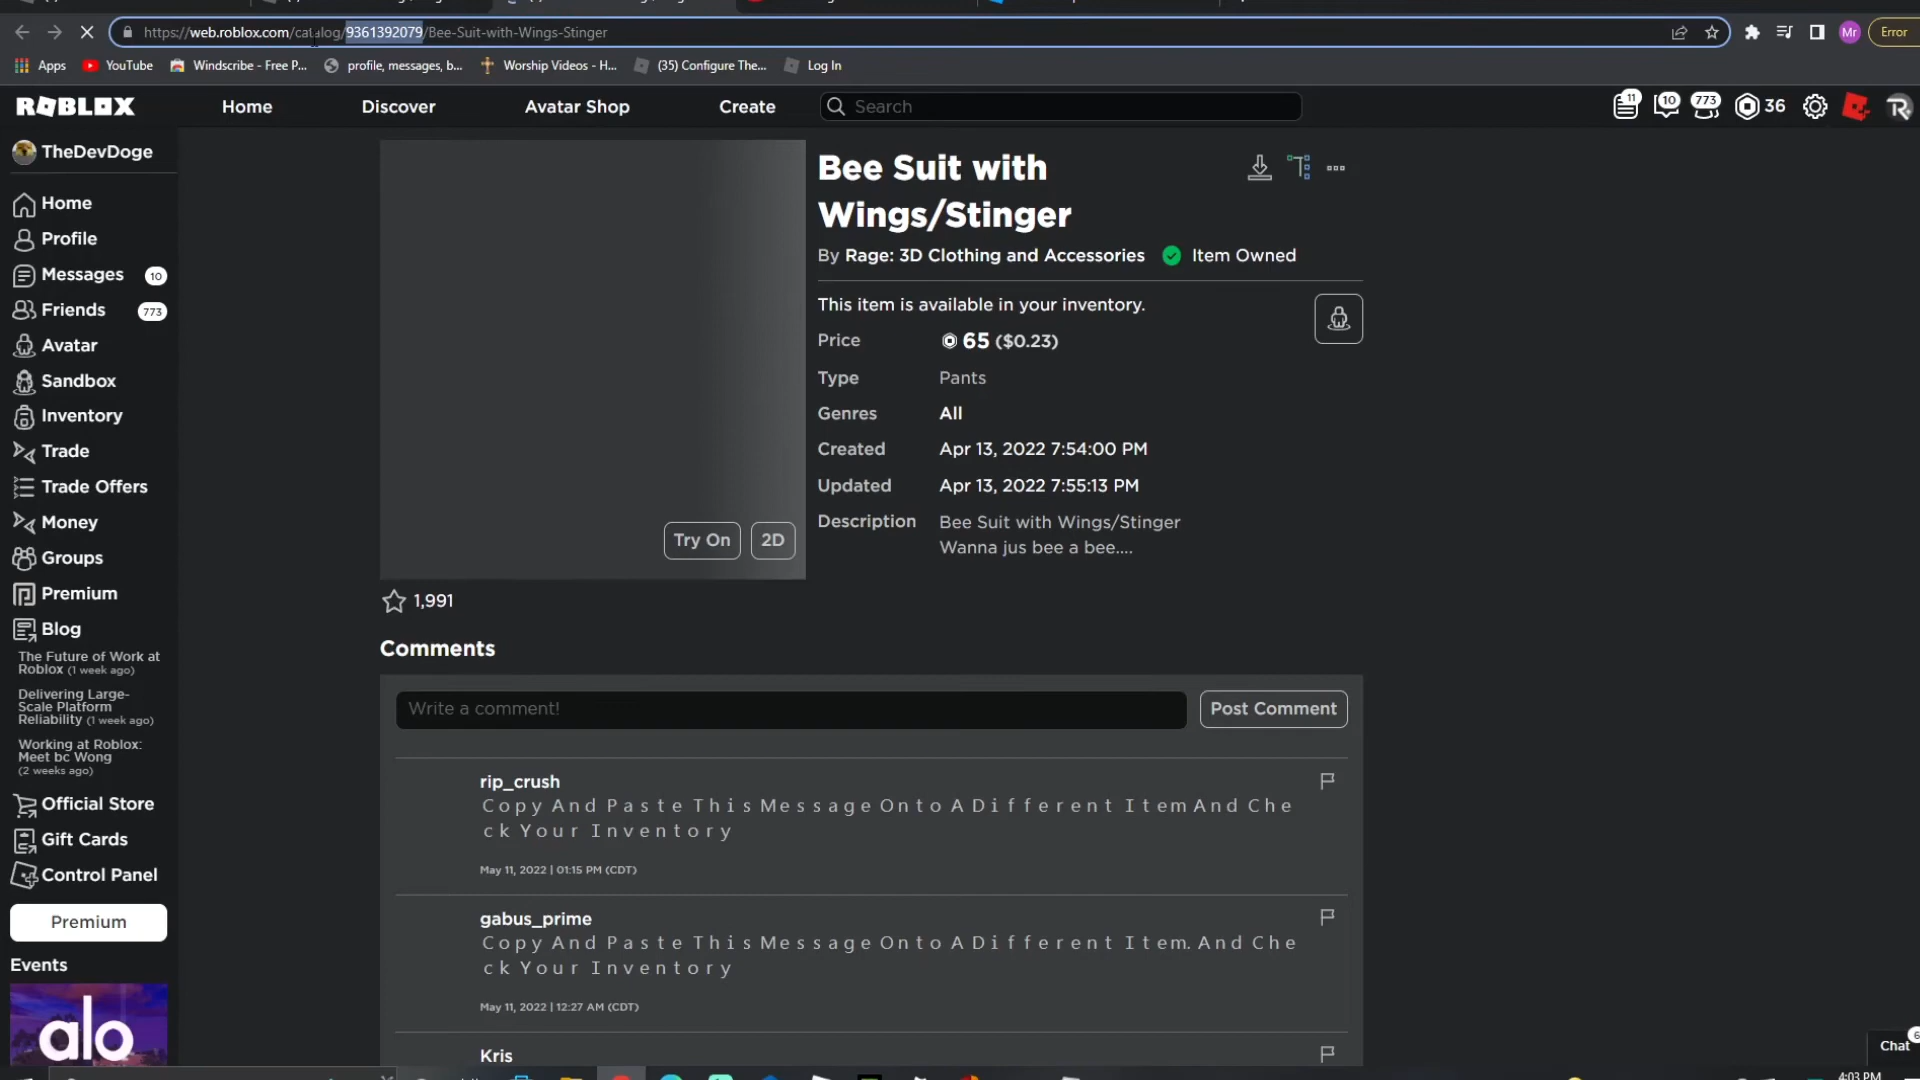 https://web.roblox.com/catalog/9361392079/Bee-Suit-with-Wings-Stinger
Mr
Error
Apps
YouTube
Windscribe - Free P...
profile, messages, b...
Worship Videos - H...
(35) Configure The...
Log In
ROBLOX
Home
Discover
Avatar Shop
Create
Search
11
10
773
36
TheDevDoge
Home
Profile
Messages 10
Friends 773
Avatar
Sandbox
Inventory
Trade
Trade Offers
Money
Groups
Premium
Blog
The Future of Work at
Roblox (1 week ago)
Delivering Large-
Scale Platform
Reliability (1 week ago)
Working at Roblox:
Meet bc Wong
(2 weeks ago)
Official Store
Gift Cards
Control Panel
Premium
Events
alo
Bee Suit with
Wings/Stinger
By Rage: 3D Clothing and Accessories
Item Owned
This item is available in your inventory.
Price 65 ($0.23)
Type Pants
Genres All
Created Apr 13, 2022 7:54:00 PM
Updated Apr 13, 2022 7:55:13 PM
Description Bee Suit with Wings/Stinger
Wanna jus bee a bee....
Try On
2D
1,991
Comments
Write a comment!
Post Comment
rip_crush
Copy And Paste This Message Onto A Different Item And Che
ck Your Inventory
May 11, 2022 | 01:15 PM (CDT)
gabus_prime
Copy And Paste This Message Onto A Different Item. And Che
ck Your Inventory
May 11, 2022 | 12:27 AM (CDT)
Kris
Chat
4:03 PM